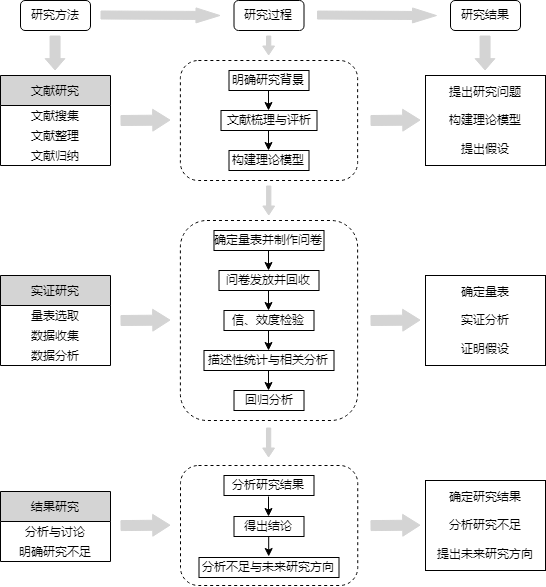 研究方法
研究过程
研究结果
文献研究
文献搜集
文献整理
文献归纳
明确研究背景
文献梳理与评析
构建理论模型
提出研究问题
构建理论模型
提出假设
实证研究
量表选取
数据收集
数据分析
确定量表并制作问卷
问卷发放并回收
信、效度检验
描述性统计与相关分析
回归分析
确定量表
实证分析
证明假设
结果研究
分析与讨论
明确研究不足
分析研究结果
得出结论
分析不足与未来研究方向
确定研究结果
分析研究不足
提出未来研究方向